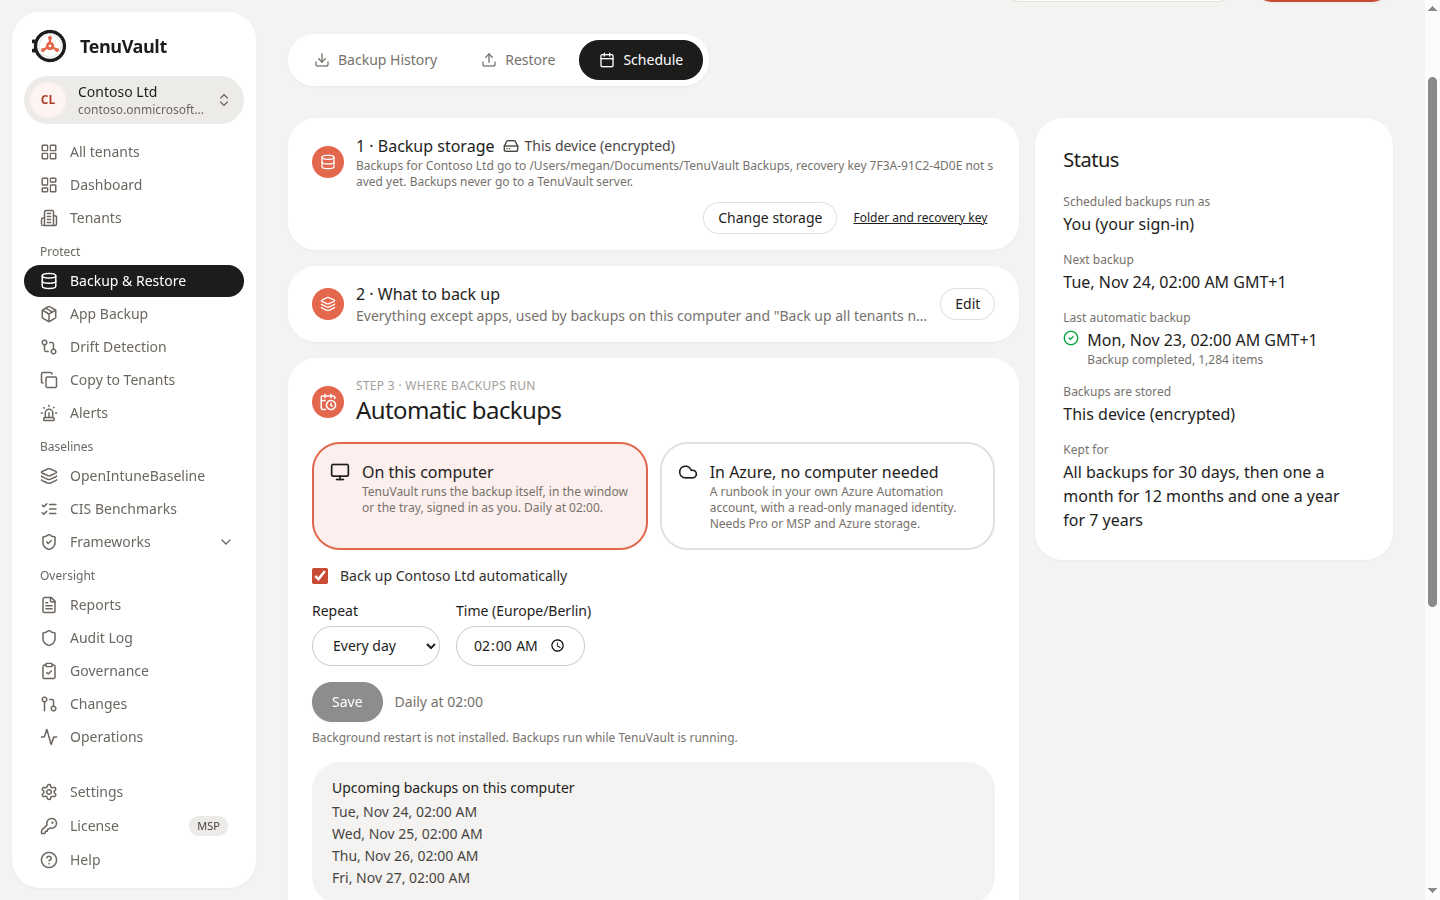 TenuVault
CL
Contoso Ltd
contoso.onmicrosoft...
All tenants
Dashboard
Tenants
Protect
Backup & Restore
App Backup
Drift Detection
Copy to Tenants
Alerts
Baselines
OpenIntuneBaseline
CIS Benchmarks
Frameworks
Oversight
Reports
Audit Log
Governance
Changes
Operations
Settings
License
MSP
Help
Backup History
Restore
Schedule
1 · Backup storage
This device (encrypted)
Backups for Contoso Ltd go to /Users/megan/Documents/TenuVault Backups, recovery key 7F3A-91C2-4D0E not s
aved yet. Backups never go to a TenuVault server.
Change storage
Folder and recovery key
2 · What to back up
Everything except apps, used by backups on this computer and "Back up all tenants n...
Edit
STEP 3 · WHERE BACKUPS RUN
Automatic backups
On this computer
TenuVault runs the backup itself, in the window
or the tray, signed in as you. Daily at 02:00.
In Azure, no computer needed
A runbook in your own Azure Automation
account, with a read-only managed identity.
Needs Pro or MSP and Azure storage.
Back up Contoso Ltd automatically
Repeat
Time (Europe/Berlin)
Every day
02:00 AM
Save
Daily at 02:00
Background restart is not installed. Backups run while TenuVault is running.
Upcoming backups on this computer
Tue, Nov 24, 02:00 AM
Wed, Nov 25, 02:00 AM
Thu, Nov 26, 02:00 AM
Fri, Nov 27, 02:00 AM
Status
Scheduled backups run as
You (your sign-in)
Next backup
Tue, Nov 24, 02:00 AM GMT+1
Last automatic backup
Mon, Nov 23, 02:00 AM GMT+1
Backup completed, 1,284 items
Backups are stored
This device (encrypted)
Kept for
All backups for 30 days, then one a
month for 12 months and one a year
for 7 years